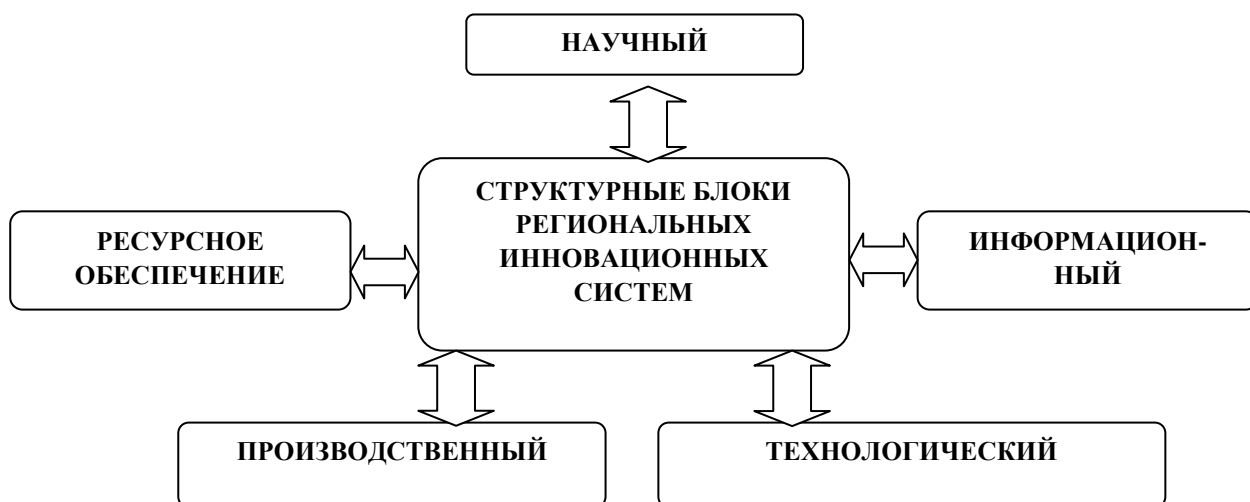 НАУЧНЫЙ
СТРУКТУРНЫЕ БЛОКИ
РЕГИОНАЛЬНЫХ
ИННОВАЦИОННЫХ
СИСТЕМ
РЕСУРСНОЕ
ОБЕСПЕЧЕНИЕ
ИНФОРМАЦИОН-
НЫЙ
ПРОИЗВОДСТВЕННЫЙ
ТЕХНОЛОГИЧЕСКИЙ